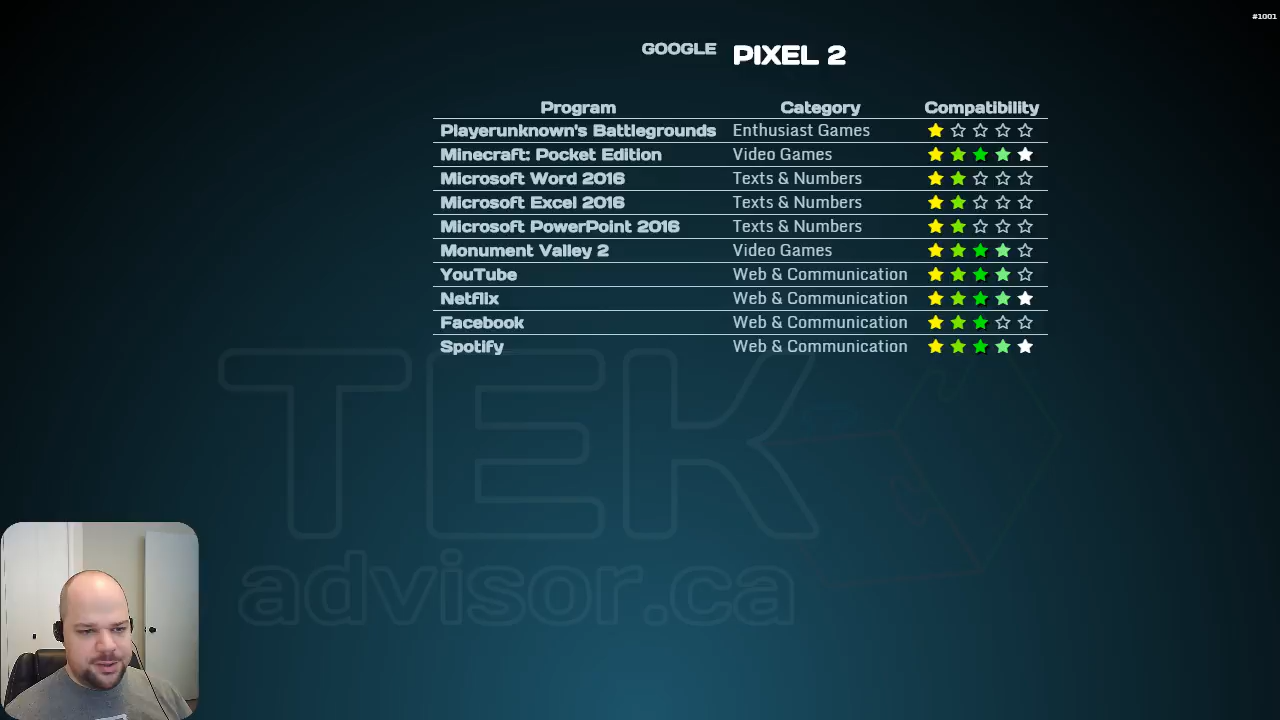 #1001
GOOGLE PIXEL 2
Program Category Compatibility
Playerunknown's Battlegrounds Enthusiast Games
Minecraft: Pocket Edition Video Games
Microsoft Word 2016 Texts & Numbers
Microsoft Excel 2016 Texts & Numbers
Microsoft PowerPoint 2016 Texts & Numbers
Monument Valley 2 Video Games
YouTube Web & Communication
Netflix Web & Communication
Facebook Web & Communication
Spotify Web & Communication
TEK
advisor.ca